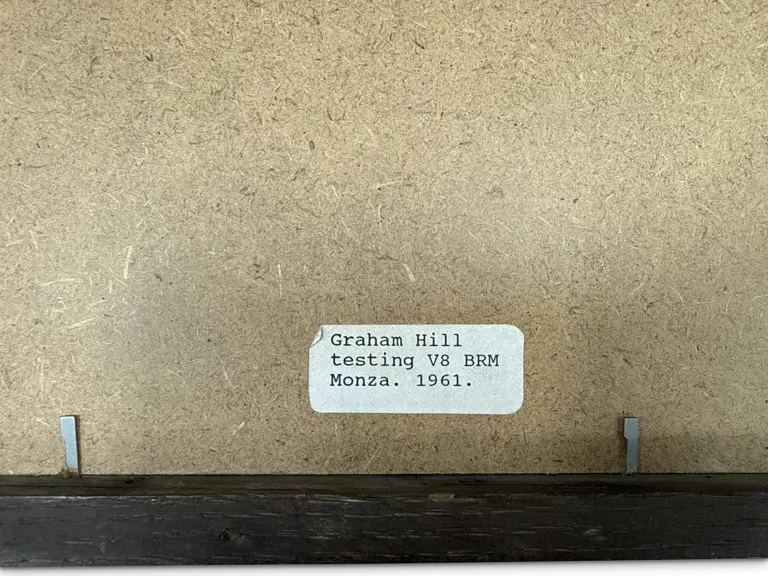 Graham Hill
testing V8 BRM
Monza. 1961.